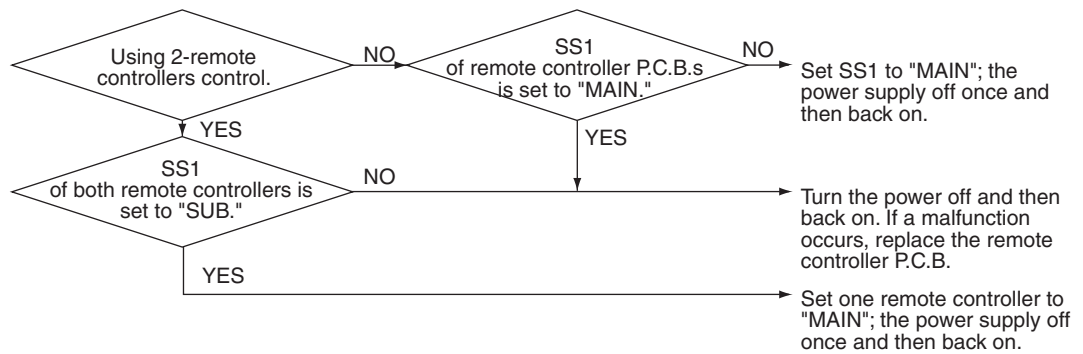 Using 2-remote
controllers control.
NO
SS1
of remote controller P.C.B.s
is set to "MAIN."
NO
Set SS1 to "MAIN"; the
power supply off once and
then back on.
YES
YES
SS1
of both remote controllers is
set to "SUB."
NO
Turn the power off and then
back on. If a malfunction
occurs, replace the remote
controller P.C.B.
YES
Set one remote controller to
"MAIN"; the power supply off
once and then back on.